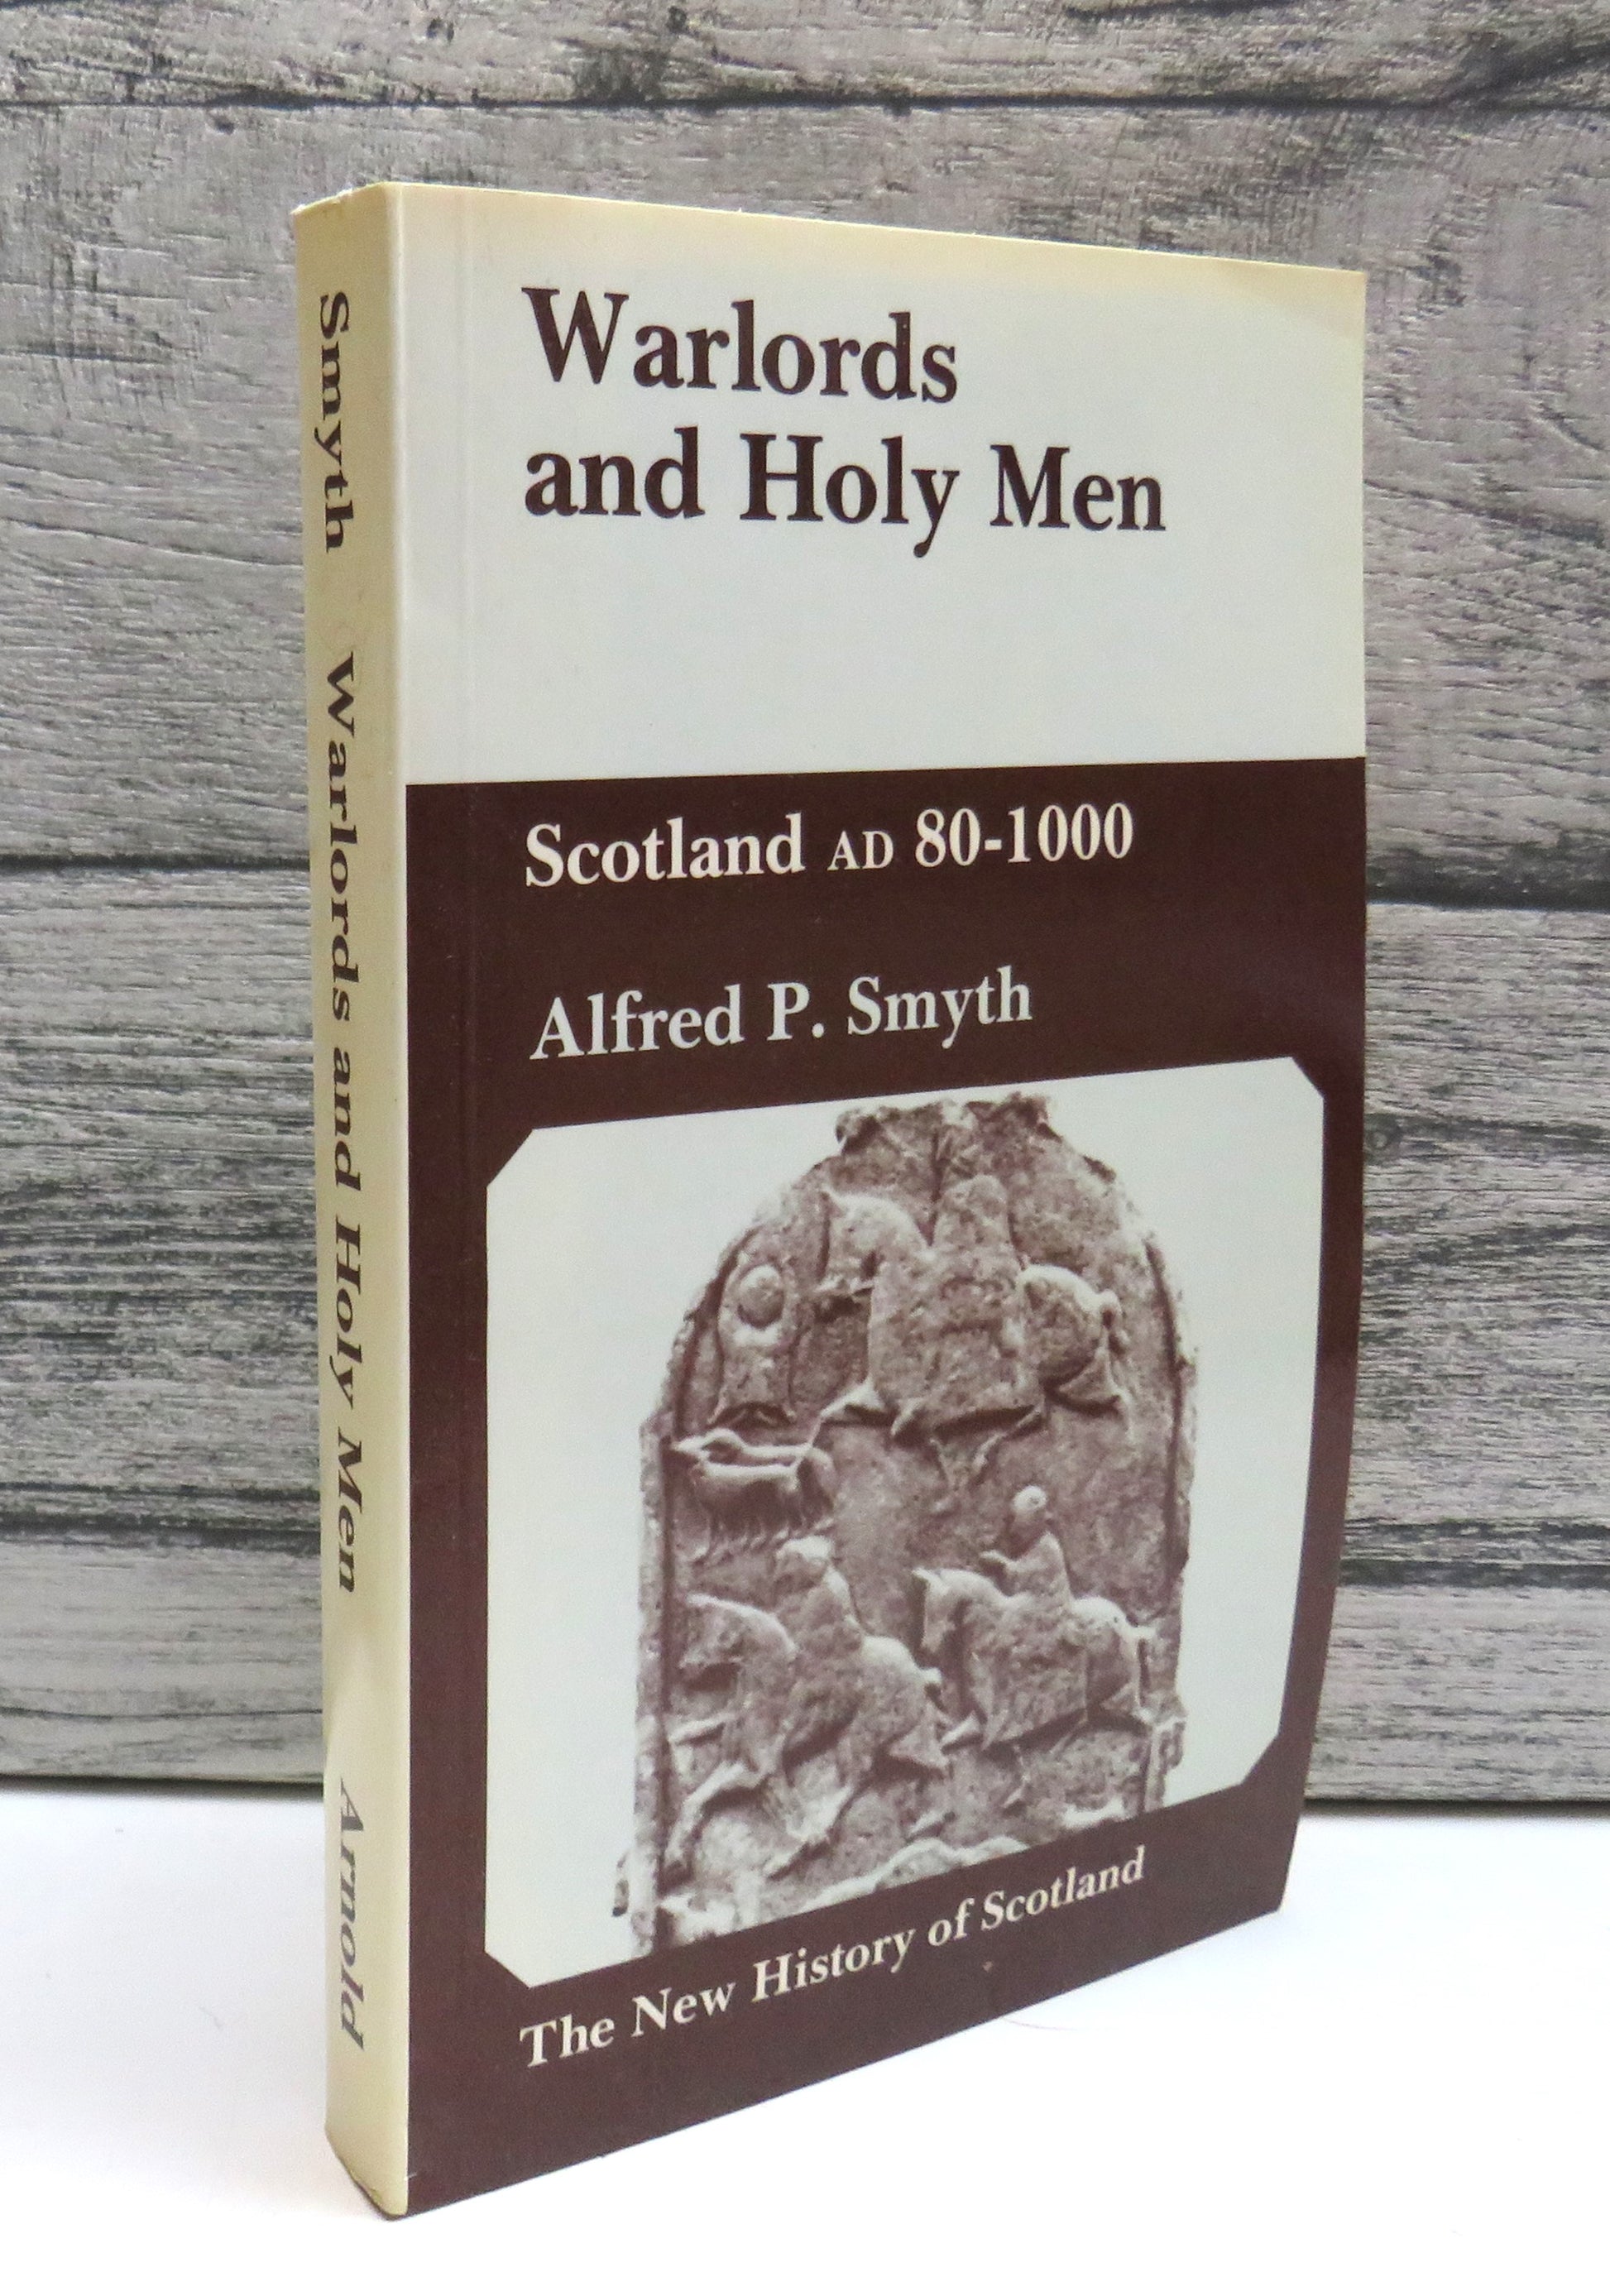 Warlords
and Holy Men
Scotland AD 80-1000
Alfred P. Smyth
The New History of Scotland
Smyth Warlords and Holy Men Arnold